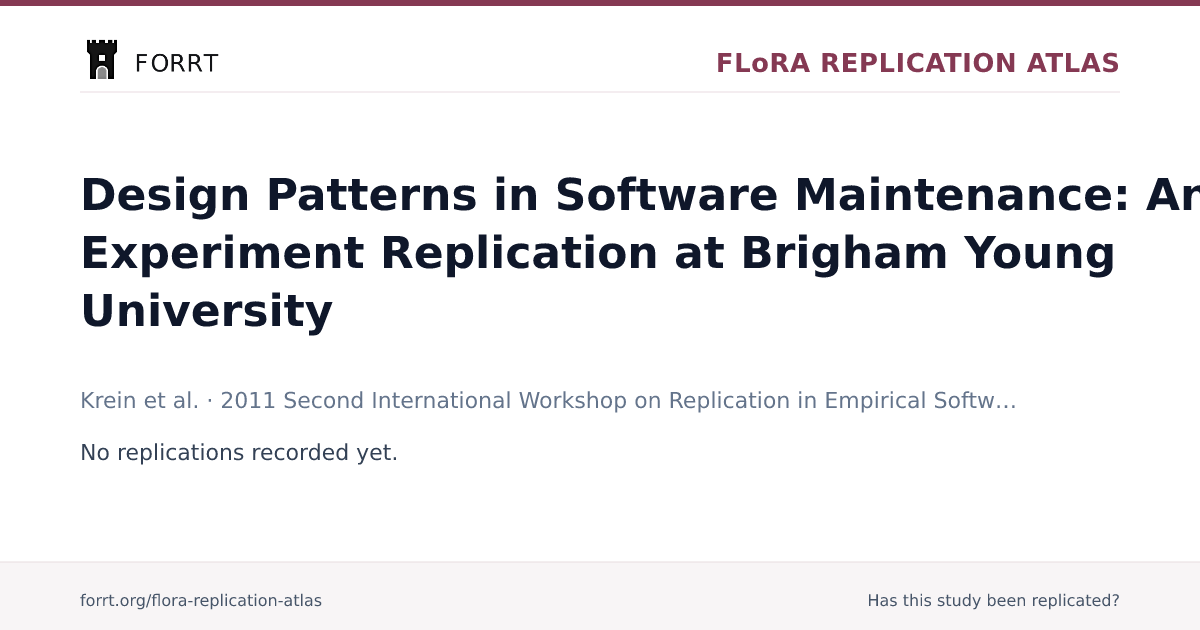 FORRT
FLoRA REPLICATION ATLAS
Design Patterns in Software Maintenance: An
Experiment Replication at Brigham Young
University
Krein et al. · 2011 Second International Workshop on Replication in Empirical Softw…
No replications recorded yet.
forrt.org/flora-replication-atlas
Has this study been replicated?